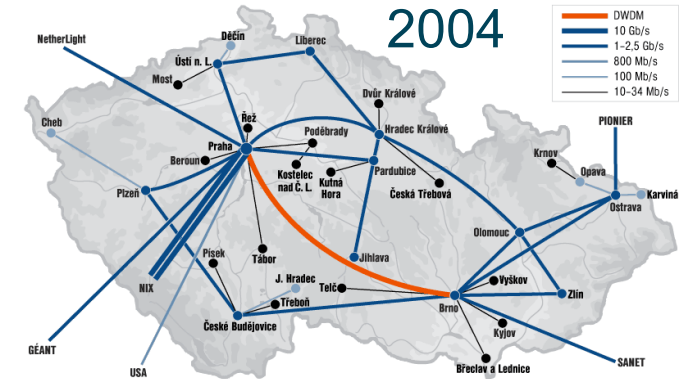 2004
DWDM
10 Gb/s
1–2,5 Gb/s
800 Mb/s
100 Mb/s
10–34 Mb/s
NetherLight
Děčín
Liberec
Ústí n. L.
Most
Dvůr Králové
Cheb
Řež
Poděbrady
Hradec Králové
PIONIER
Praha
Beroun
Kostelec
nad Č. L.
Kutná
Hora
Pardubice
Česká Třebová
Krnov
Opava
Karviná
Ostrava
Plzeň
Olomouc
Písek
Tábor
Jihlava
NIX
J. Hradec
Telč
Vyškov
Zlín
Třeboň
České Budějovice
Brno
Kyjov
GÉANT
USA
Břeclav a Lednice
SANET